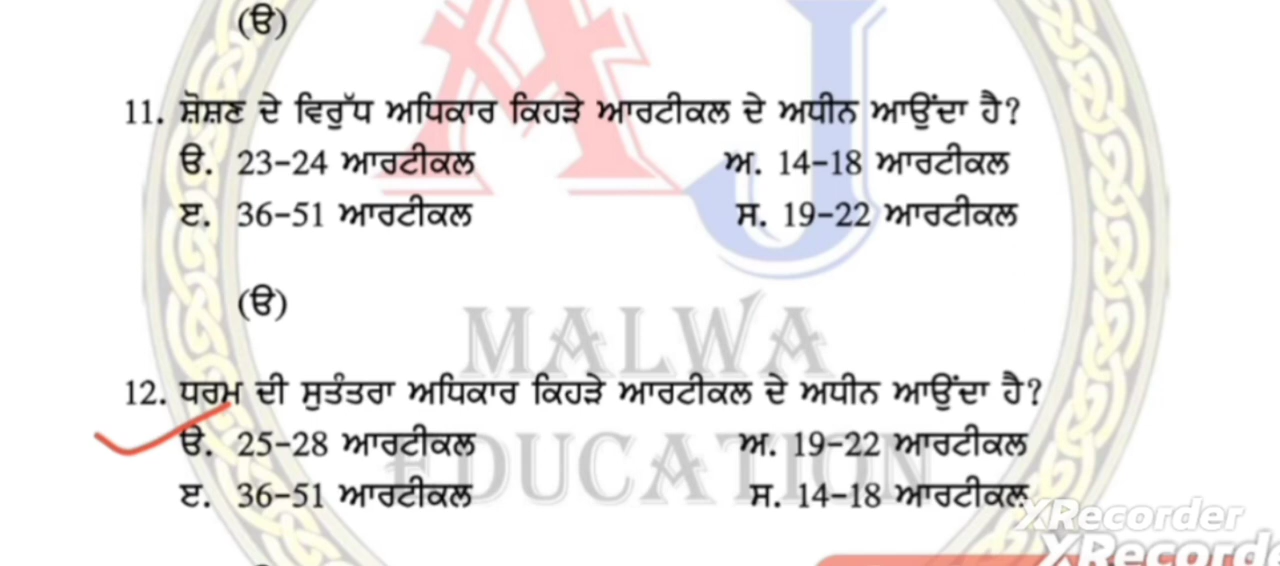 (ੳ)
11. ਸ਼ੋਸ਼ਣ ਦੇ ਵਿਰੁੱਧ ਅਧਿਕਾਰ ਕਿਹੜੇ ਆਰਟੀਕਲ ਦੇ ਅਧੀਨ ਆਉਂਦਾ ਹੈ?
ੳ. 23-24 ਆਰਟੀਕਲ ਅ. 14-18 ਆਰਟੀਕਲ
ੲ. 36-51 ਆਰਟੀਕਲ ਸ. 19-22 ਆਰਟੀਕਲ
(ੳ)
MALWA
12. ਧਰਮ ਦੀ ਸੁਤੰਤਰਾ ਅਧਿਕਾਰ ਕਿਹੜੇ ਆਰਟੀਕਲ ਦੇ ਅਧੀਨ ਆਉਂਦਾ ਹੈ?
ੳ. 25-28 ਆਰਟੀਕਲ ਅ. 19-22 ਆਰਟੀਕਲ
EDUCATION
ੲ. 36-51 ਆਰਟੀਕਲ ਸ. 14-18 ਆਰਟੀਕਲ
XRecorder
XRecorde